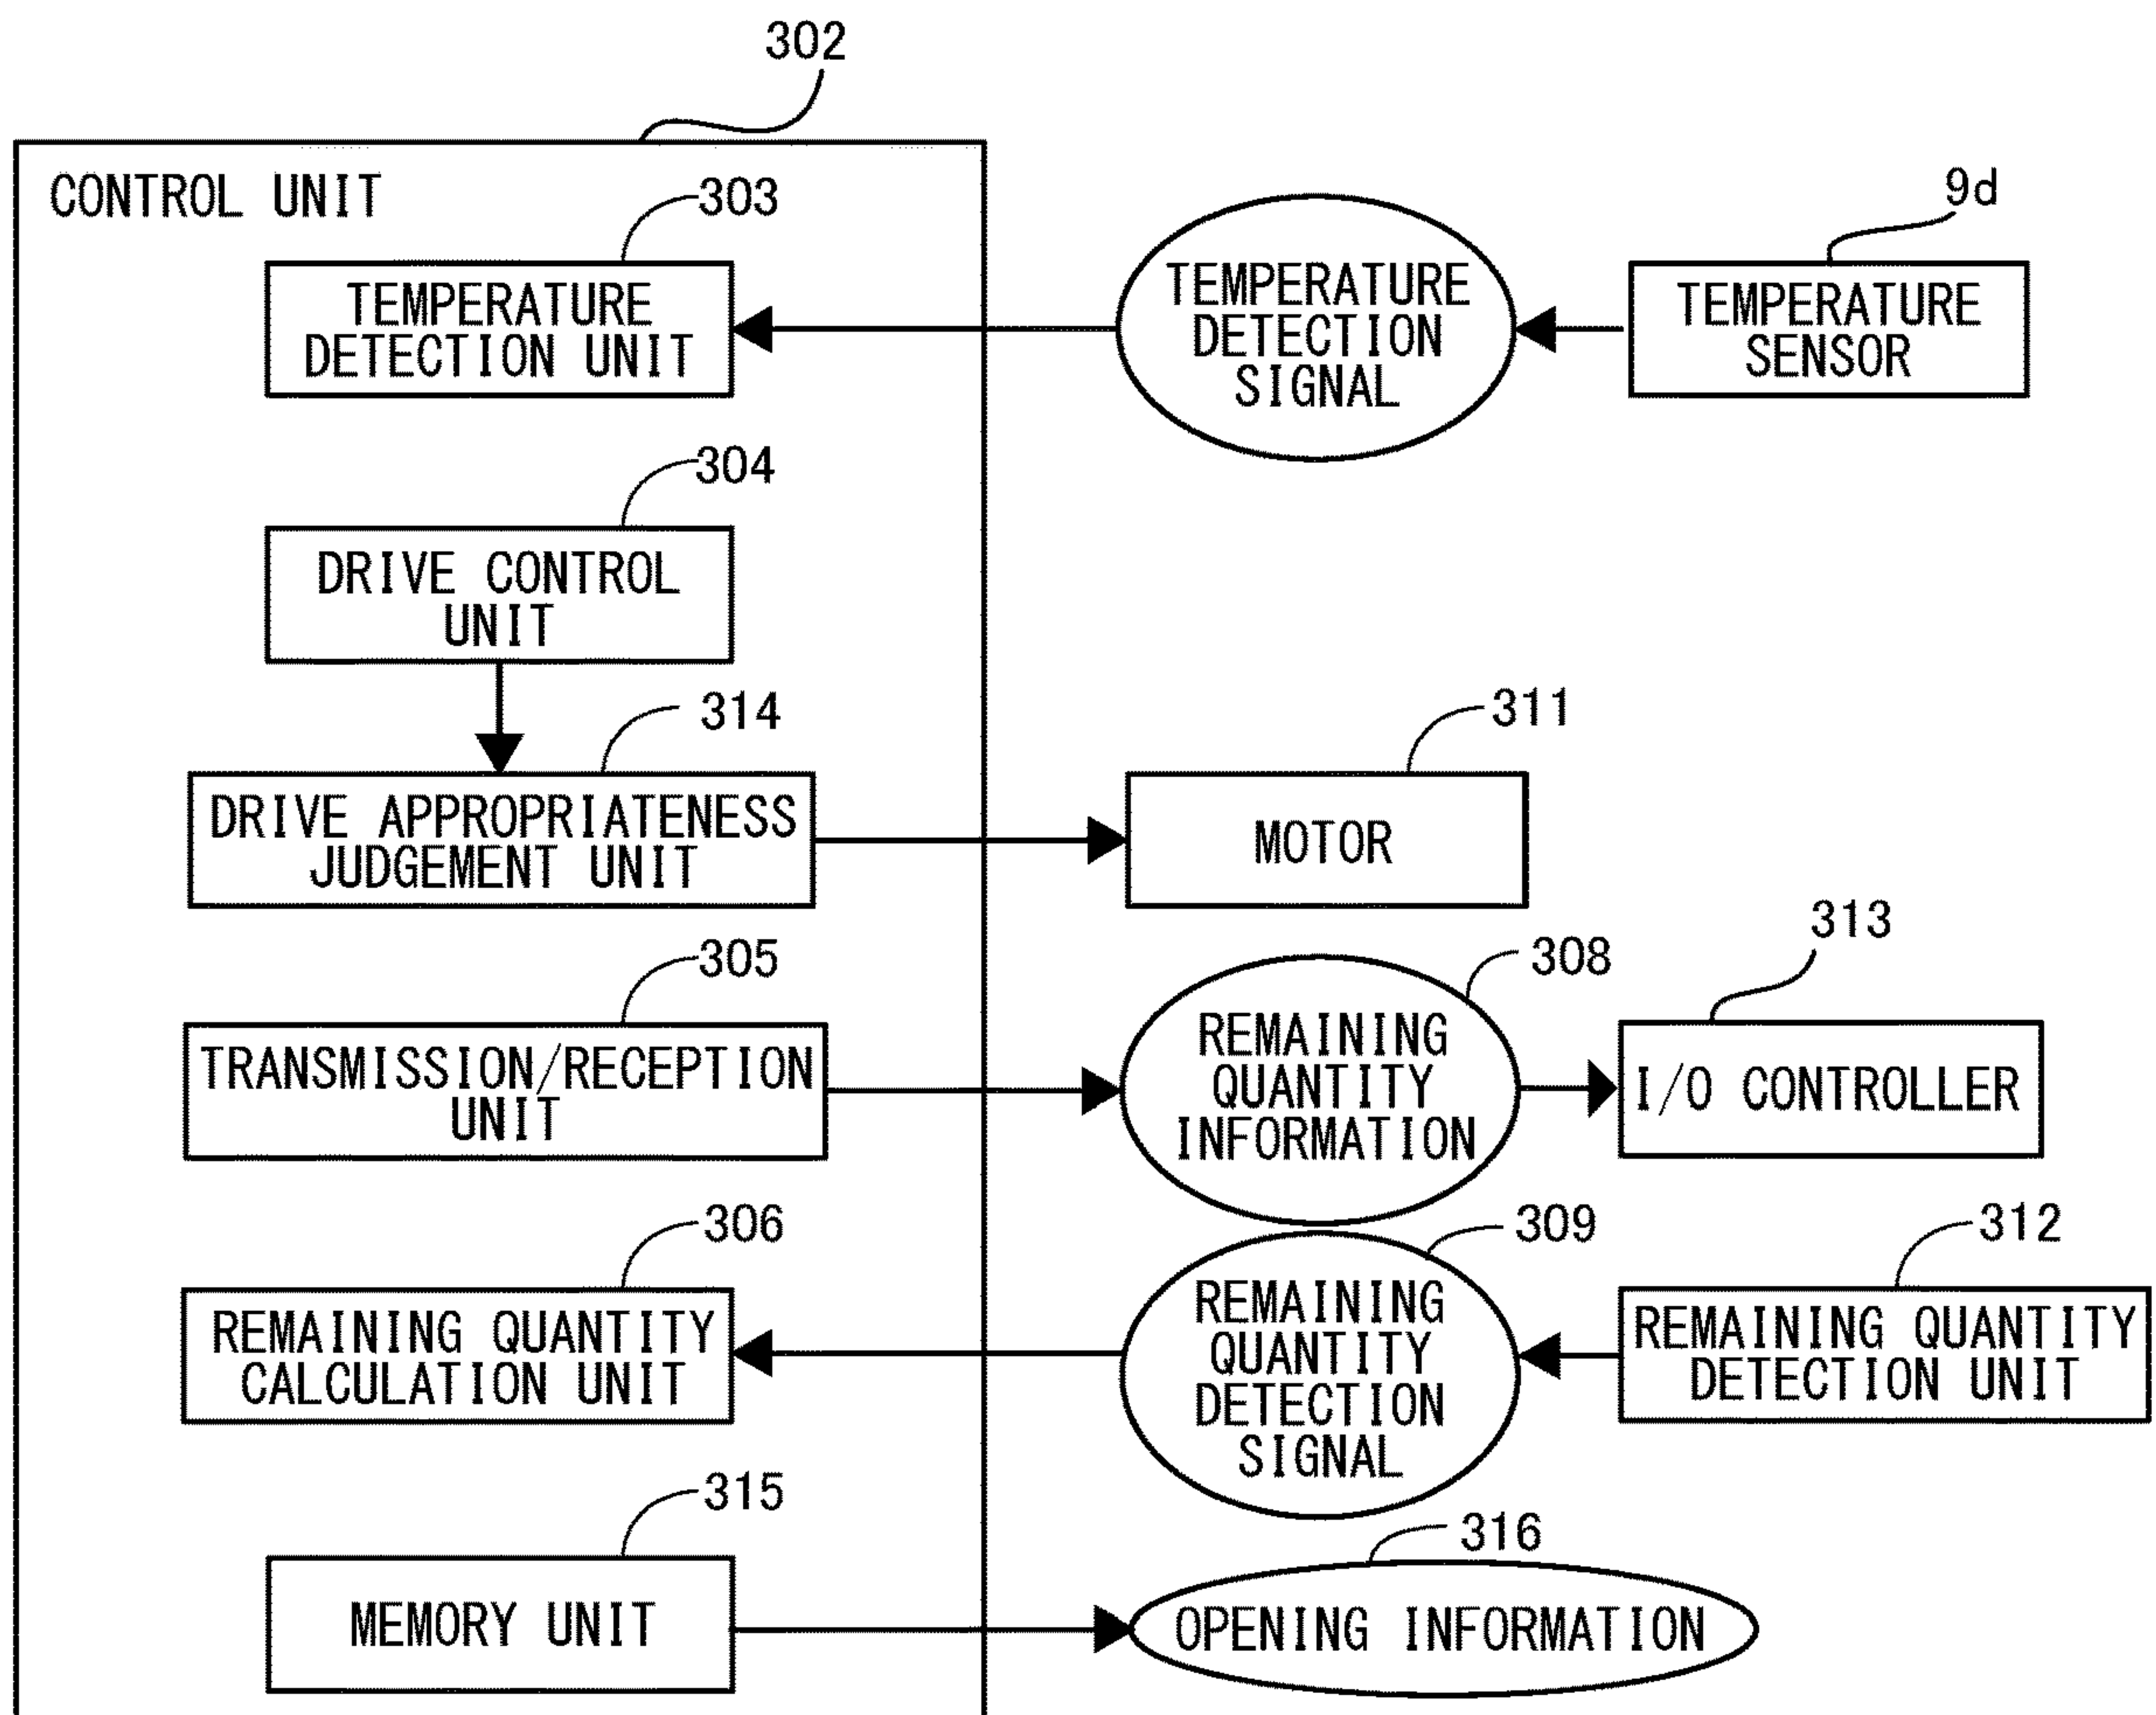 302
CONTROL UNIT
303
9d
TEMPERATURE
DETECTION UNIT
TEMPERATURE
DETECTION
SIGNAL
TEMPERATURE
SENSOR
304
DRIVE CONTROL
UNIT
314
311
DRIVE APPROPRIATENESS
JUDGEMENT UNIT
MOTOR
305
308
313
TRANSMISSION/RECEPTION
UNIT
REMAINING
QUANTITY
INFORMATION
I/O CONTROLLER
306
309
312
REMAINING QUANTITY
CALCULATION UNIT
REMAINING
QUANTITY
DETECTION
SIGNAL
REMAINING QUANTITY
DETECTION UNIT
315
316
MEMORY UNIT
OPENING INFORMATION